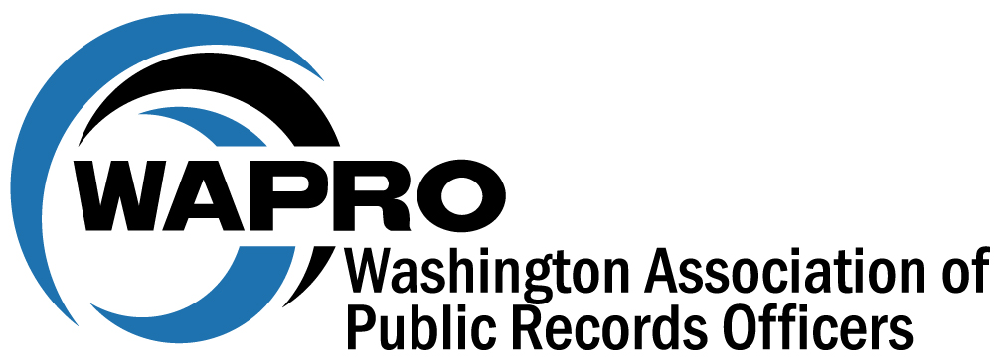 WAPRO
Washington Association of
Public Records Officers